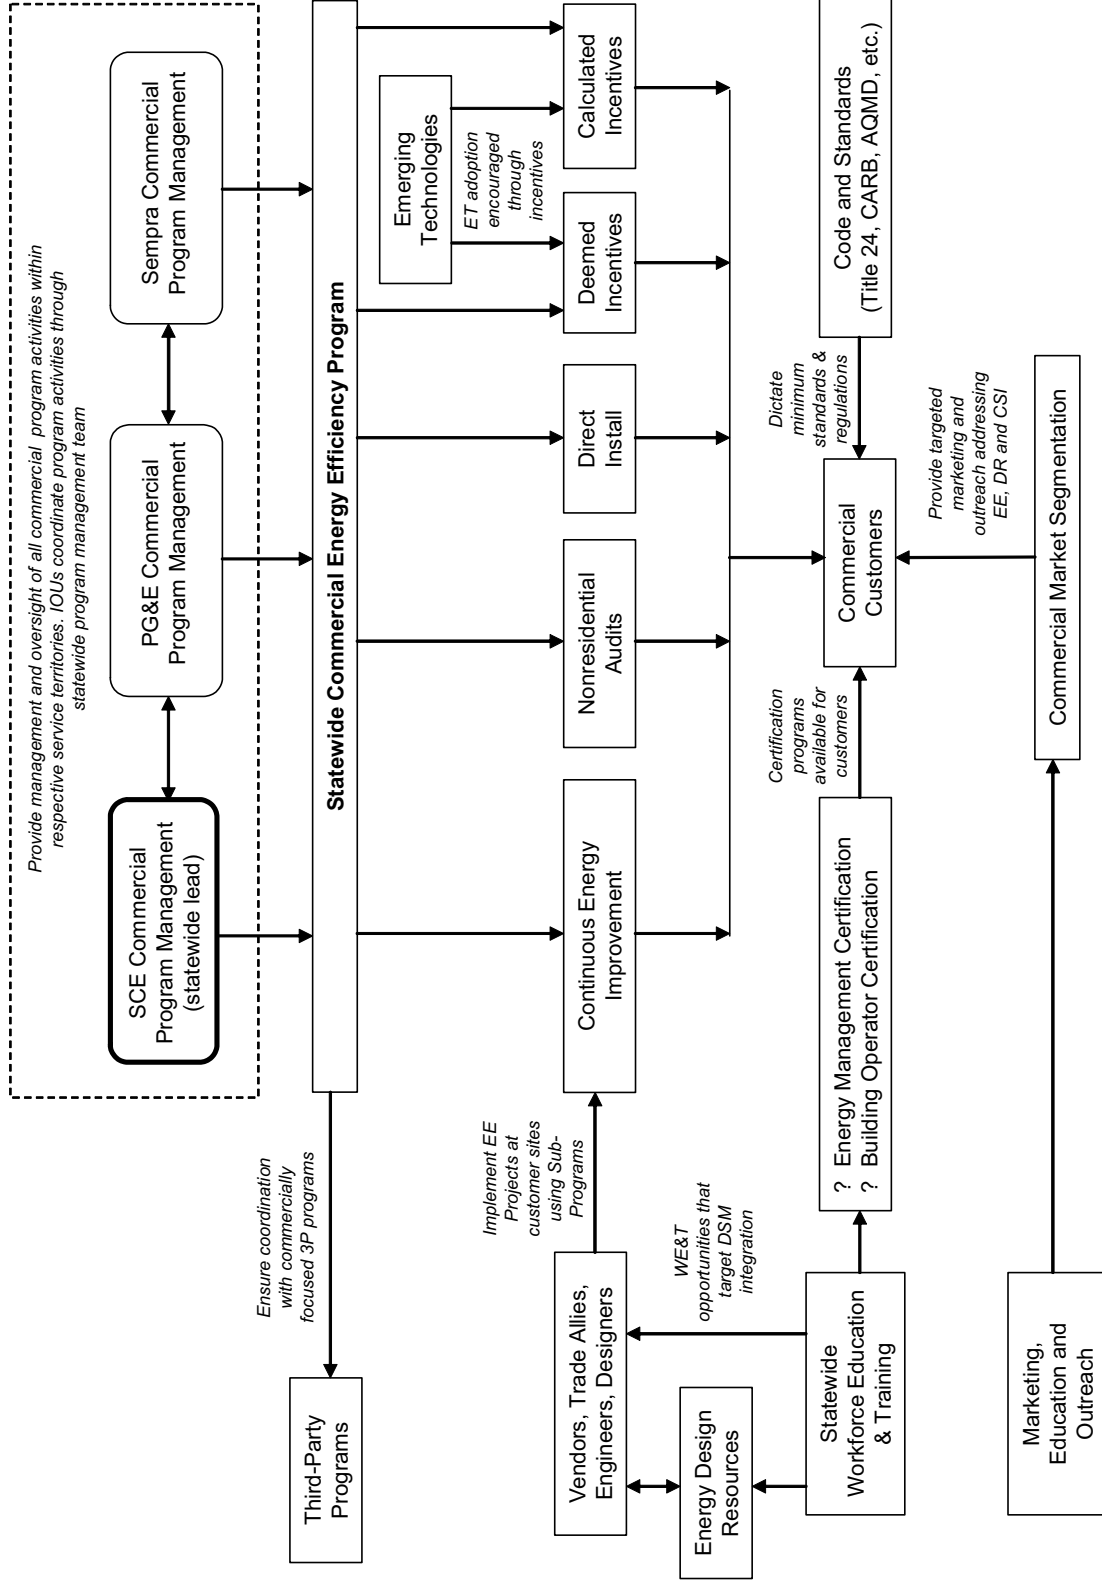 Provide management and oversight of all commercial program activities within
respective service territories. IOUs coordinate program activities through
statewide program management team
SCE Commercial
Program Management
(statewide lead)
PG&E Commercial
Program Management
Sempra Commercial
Program Management
Ensure coordination
with commercially
focused 3P programs
Statewide Commercial Energy Efficiency Program
Third-Party
Programs
Emerging
Technologies
ET adoption
encouraged
through
incentives
Implement EE
Projects at
customer sites
using Sub-
Programs
Vendors, Trade Allies,
Engineers, Designers
Continuous Energy
Improvement
Nonresidential
Audits
Direct
Install
Deemed
Incentives
Calculated
Incentives
WE&T
opportunities that
target DSM
integration
Energy Design
Resources
Certification
programs
available for
customers
Dictate
minimum
standards &
regulations
Statewide
Workforce Education
& Training
? Energy Management Certification
? Building Operator Certification
Commercial
Customers
Code and Standards
(Title 24, CARB, AQMD, etc.)
Provide targeted
marketing and
outreach addressing
EE, DR and CSI
Marketing,
Education and
Outreach
Commercial Market Segmentation